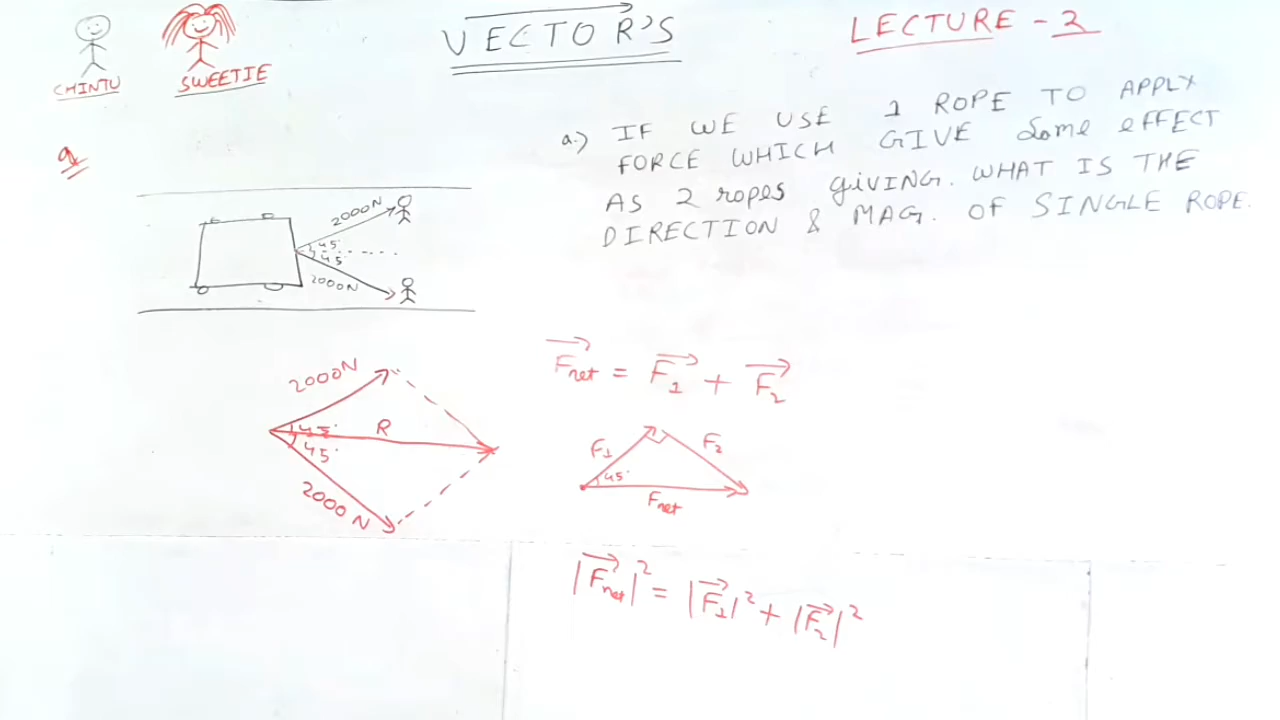 VECTOR'S
LECTURE - 2
CHINTU
SWEETIE
q
a.) IF WE USE 1 ROPE TO APPLY
FORCE WHICH GIVE Same effect
AS 2 ropes giVING. WHAT IS THE
DIRECTION & MAG. OF SINGLE ROPE.
2000N
45°
45°
2000N
2000N
45°
R
45°
2000N
F⃗net = F⃗1 + F⃗2
F1
F2
45°
Fnet
|F⃗net|² = |F⃗1|² + |F⃗2|²